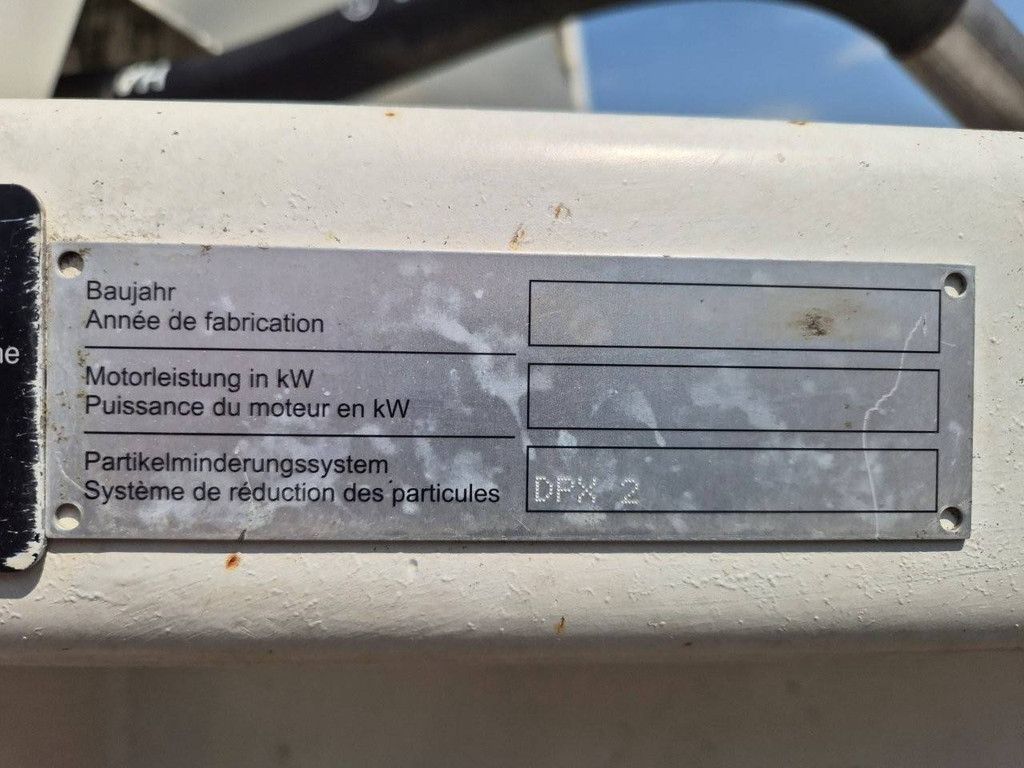 Baujahr
Année de fabrication
Motorleistung in kW
Puissance du moteur en kW
Partikelminderungssystem
Système de réduction des particules
DPX 2